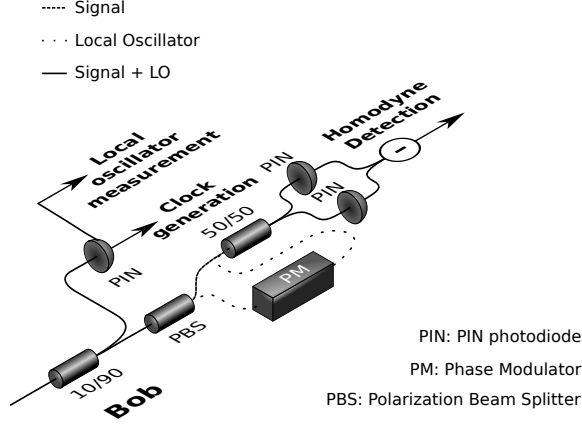 Signal
Local Oscillator
Signal + LO
Local
oscillator
measurement
Clock
generation
Homodyne
Detection
PIN
PIN
PIN
50/50
PM
PBS
10/90
Bob
-
PIN: PIN photodiode
PM: Phase Modulator
PBS: Polarization Beam Splitter